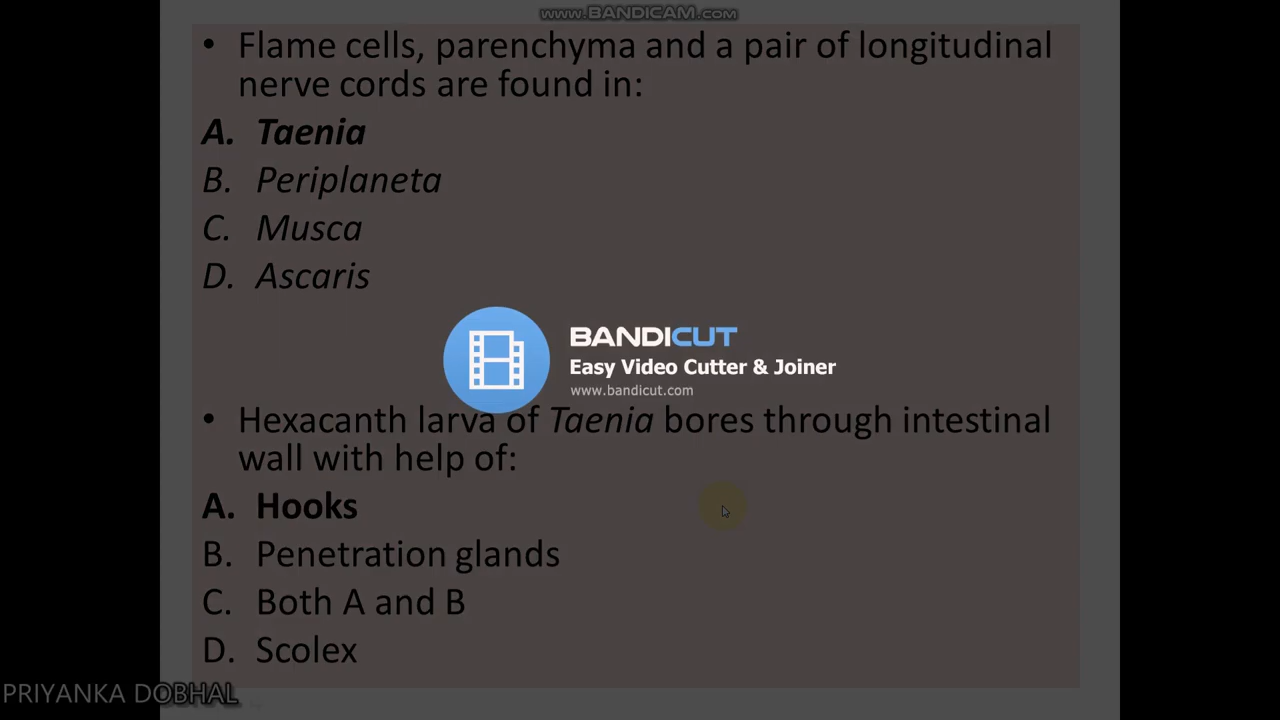 www.BANDICAM.com
• Flame cells, parenchyma and a pair of longitudinal
nerve cords are found in:
A. Taenia
B. Periplaneta
C. Musca
D. Ascaris
BANDICUT
Easy Video Cutter & Joiner
www.bandicut.com
• Hexacanth larva of Taenia bores through intestinal
wall with help of:
A. Hooks
B. Penetration glands
C. Both A and B
D. Scolex
PRIYANKA DOBHAL